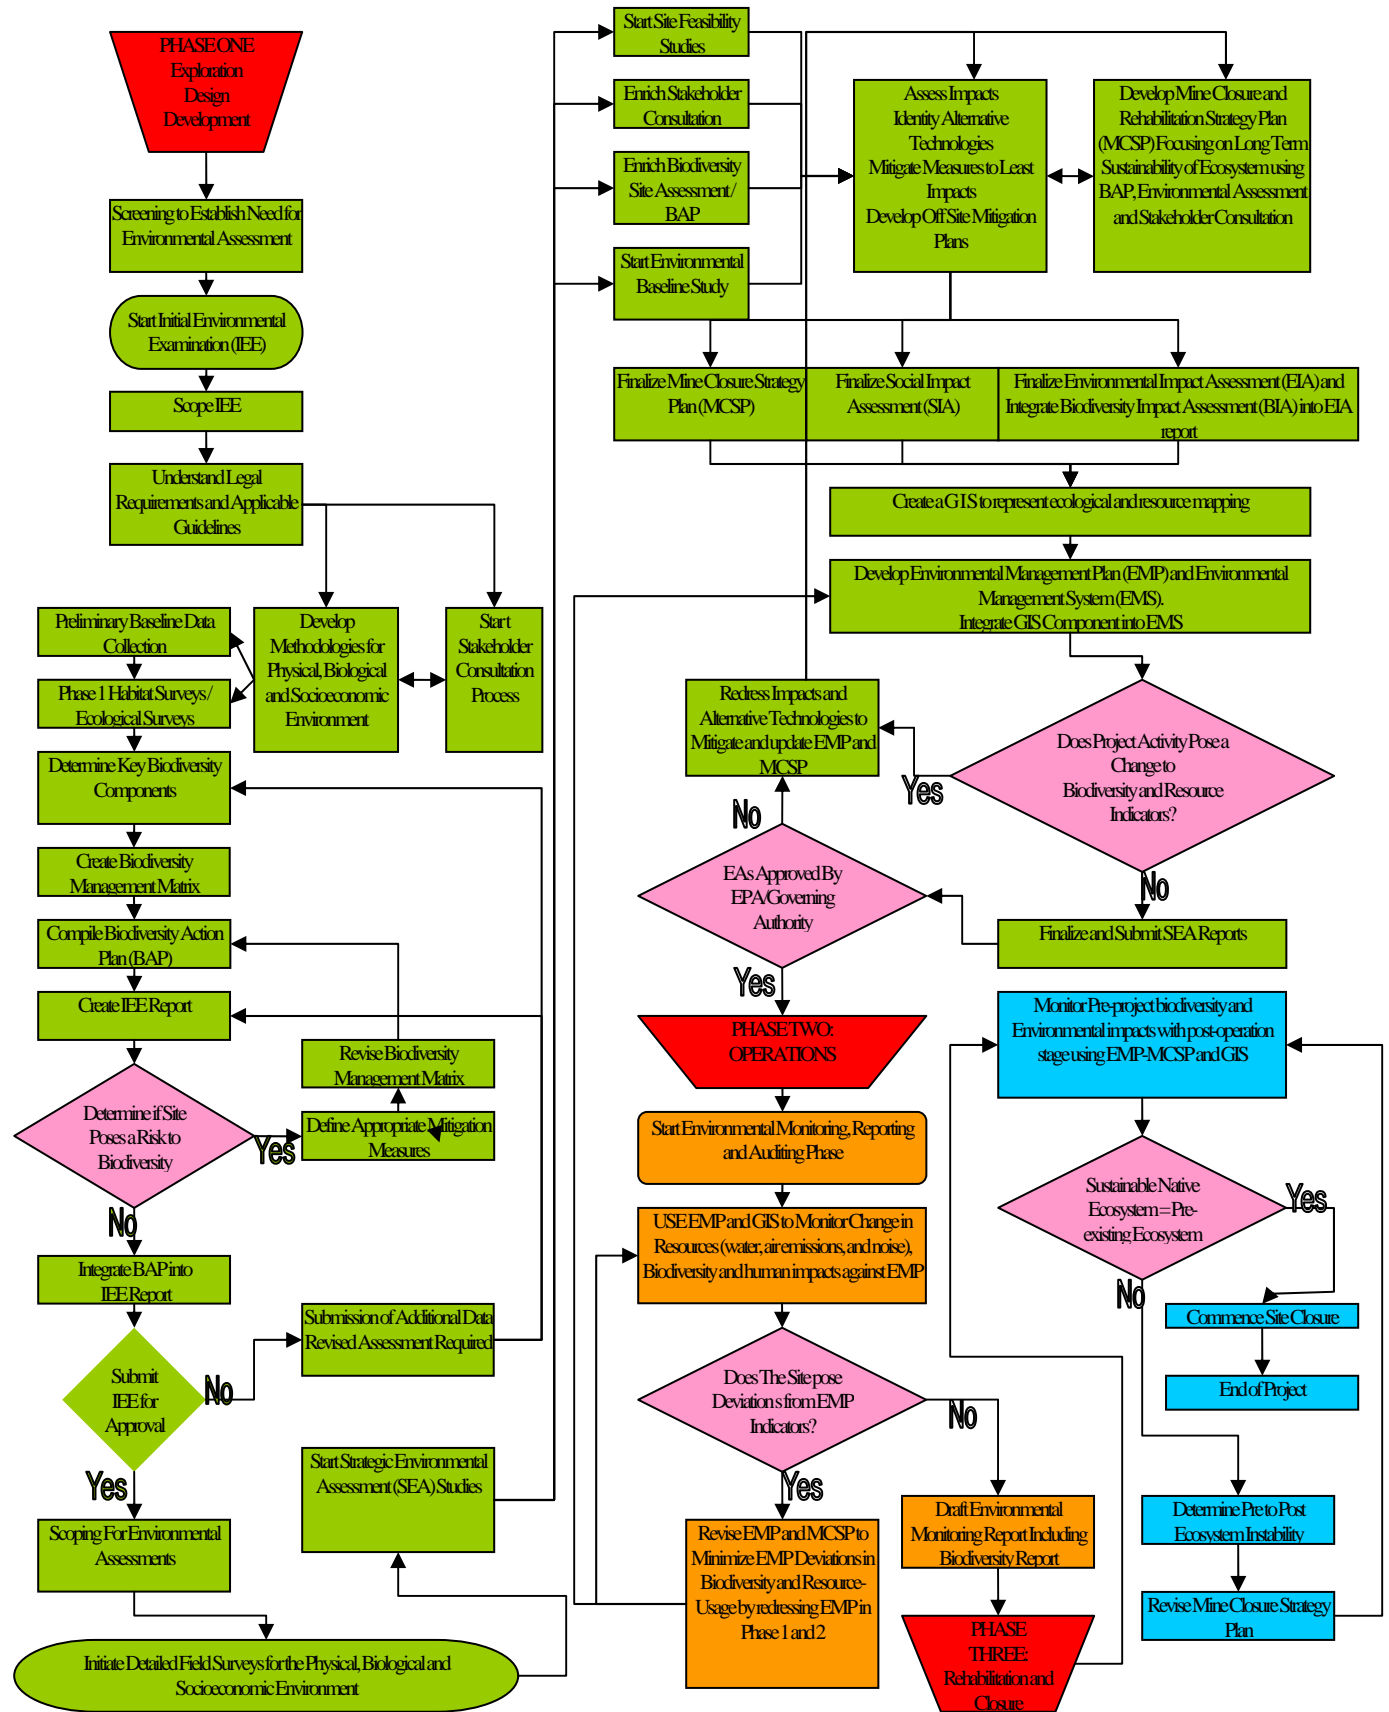 PHASE ONE
Exploration
Design
Development
Screening to Establish Need for
Environmental Assessment
Start Initial Environmental
Examination (IEE)
Scope IEE
Understand Legal
Requirements and Applicable
Guidelines
Preliminary Baseline Data
Collection
Phase 1 Habitat Surveys /
Ecological Surveys
Develop
Methodologies for
Physical, Biological
and Socioeconomic
Environment
Start
Stakeholder
Consultation
Process
Determine Key Biodiversity
Components
Create Biodiversity
Management Matrix
Compile Biodiversity Action
Plan (BAP)
Create IEE Report
Revise Biodiversity
Management Matrix
Determine if Site
Poses a Risk to
Biodiversity
Yes
Define Appropriate Mitigation
Measures
No
Integrate BAP into
IEE Report
Submit
IEE for
Approval
No
Submission of Additional Data
Revised Assessment Required
Yes
Scoping For Environmental
Assessments
Initiate Detailed Field Surveys for the Physical, Biological and
Socioeconomic Environment
Start Strategic Environmental
Assessment (SEA) Studies
Start Site Feasibility
Studies
Enrich Stakeholder
Consultation
Enrich Biodiversity
Site Assessment /
BAP
Start Environmental
Baseline Study
Assess Impacts
Identity Alternative
Technologies
Mitigate Measures to Least
Impacts
Develop Off Site Mitigation
Plans
Develop Mine Closure and
Rehabilitation Strategy Plan
(MCSP) Focusing on Long Term
Sustainability of Ecosystem using
BAP, Environmental Assessment
and Stakeholder Consultation
Finalize Mine Closure Strategy
Plan (MCSP)
Finalize Social Impact
Assessment (SIA)
Finalize Environmental Impact Assessment (EIA) and
Integrate Biodiversity Impact Assessment (BIA) into EIA
report
Create a GIS to represent ecological and resource mapping
Develop Environmental Management Plan (EMP) and Environmental
Management System (EMS).
Integrate GIS Component into EMS
Does Project Activity Pose a
Change to
Biodiversity and Resource
Indicators?
Yes
Redress Impacts and
Alternative Technologies to
Mitigate and update EMP and
MCSP
No
No
Finalize and Submit SEA Reports
EAs Approved By
EPA/Governing
Authority
Yes
PHASE TWO:
OPERATIONS
Start Environmental Monitoring, Reporting
and Auditing Phase
USE EMP and GIS to Monitor Change in
Resources (water, air emissions, and noise),
Biodiversity and human impacts against EMP
Does The Site pose
Deviation s from EMP
Indicators?
No
Yes
Revise EMP and MCSP to
Minimize EMP Deviations in
Biodiversity and Resource-
Usage by redressing EMP in
Phase 1 and 2
Draft Environmental
Monitoring Report Including
Biodiversity Report
PHASE
THREE:
Rehabilitation and
Closure
Monitor Pre-project biodiversity and
Environmental impacts with post-operation
stage using EMP-MCSP and GIS
Sustainable Native
Ecosystem = Pre-
existing Ecosystem
Yes
No
Commence Site Closure
End of Project
Determine Pre to Post
Ecosystem Instability
Revise Mine Closure Strategy
Plan